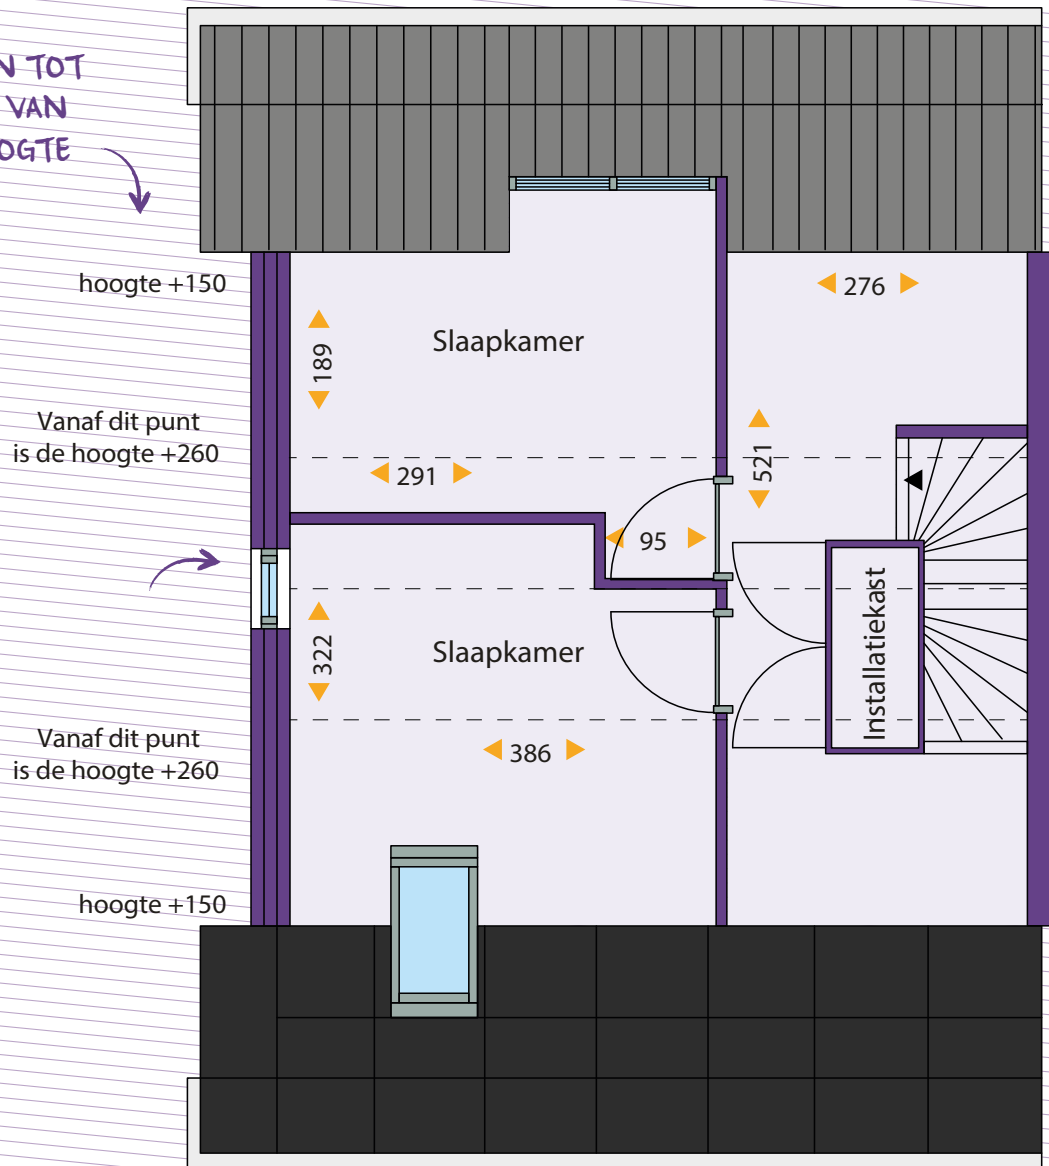 TOT
VAN
hoogte +150
276
Slaapkamer
189
Vanaf dit punt
is de hoogte +260
521
291
95
Installatiekast
322
Slaapkamer
386
Vanaf dit punt
is de hoogte +260
hoogte +150